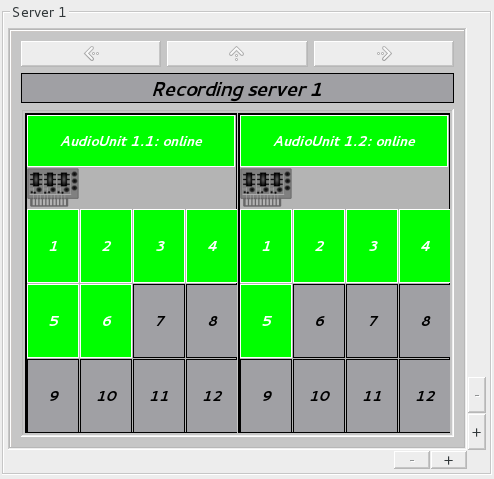 Server 1
Recording server 1
AudioUnit 1.1: online AudioUnit 1.2: online
1 2 3 4 1 2 3 4
5 6 7 8 5 6 7 8
9 10 11 12 9 10 11 12
-
+
- +